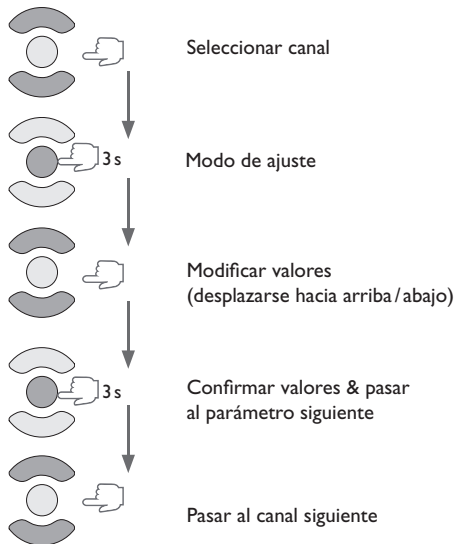 Seleccionar canal
3 s
Modo de ajuste
Modificar valores
(desplazarse hacia arriba / abajo)
3 s
Confirmar valores & pasar
al parámetro siguiente
Pasar al canal siguiente